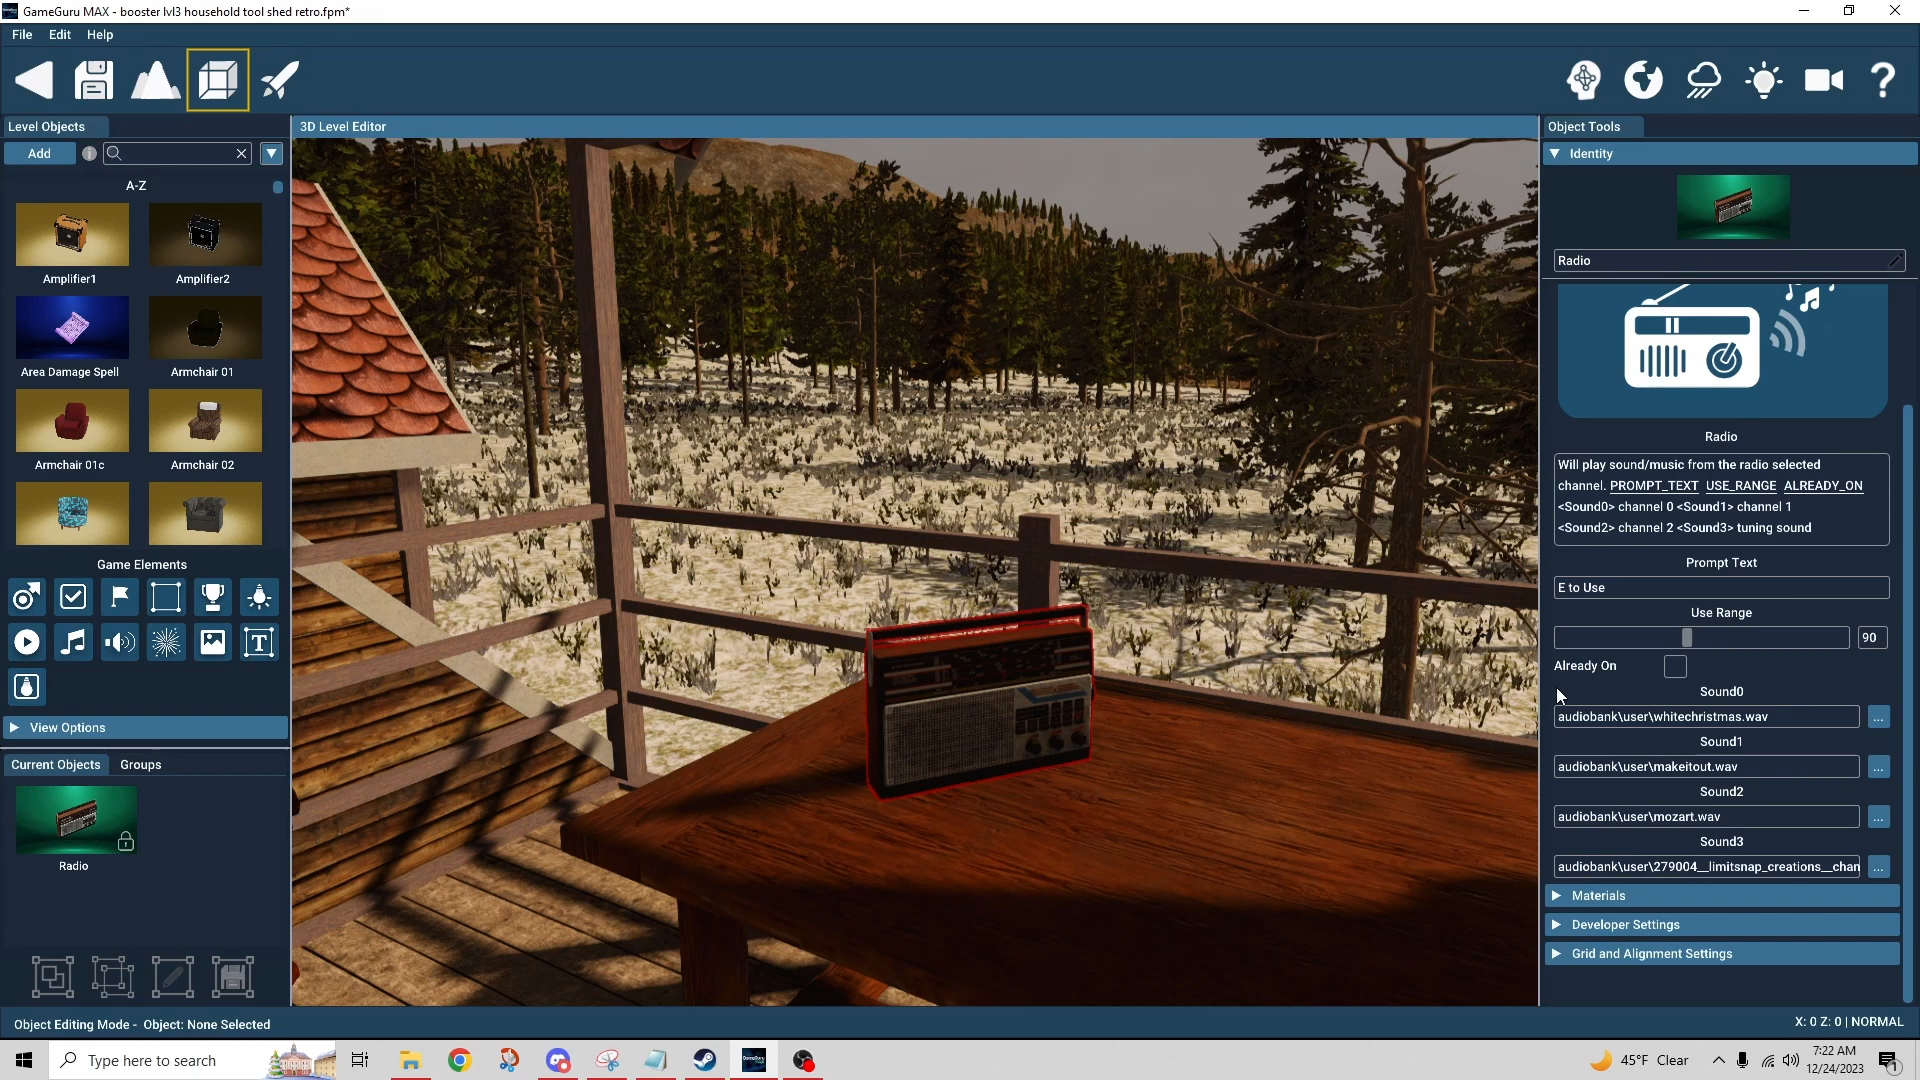 GameGuru MAX - booster lvl3 household tool shed retro.fpm*
File Edit Help
Level Objects
3D Level Editor
Object Tools
Add
Identity
A-Z
Amplifier1
Amplifier2
Radio
Area Damage Spell
Armchair 01
Armchair 01c
Armchair 02
Radio
Will play sound/music from the radio selected
channel. PROMPT_TEXT USE_RANGE ALREADY_ON
<Sound0> channel 0 <Sound1> channel 1
<Sound2> channel 2 <Sound3> tuning sound
Prompt Text
E to Use
Use Range
90
Already On
Sound0
audiobank\user\whitechristmas.wav
...
Sound1
audiobank\user\makeitout.wav
...
Sound2
audiobank\user\mozart.wav
...
Sound3
audiobank\user\279004__limitsnap_creations__chan
...
Materials
Developer Settings
Grid and Alignment Settings
Game Elements
T
View Options
Current Objects Groups
Radio
Object Editing Mode - Object: None Selected
X: 0 Z: 0 | NORMAL
Type here to search
45°F Clear
7:22 AM
12/24/2023
1